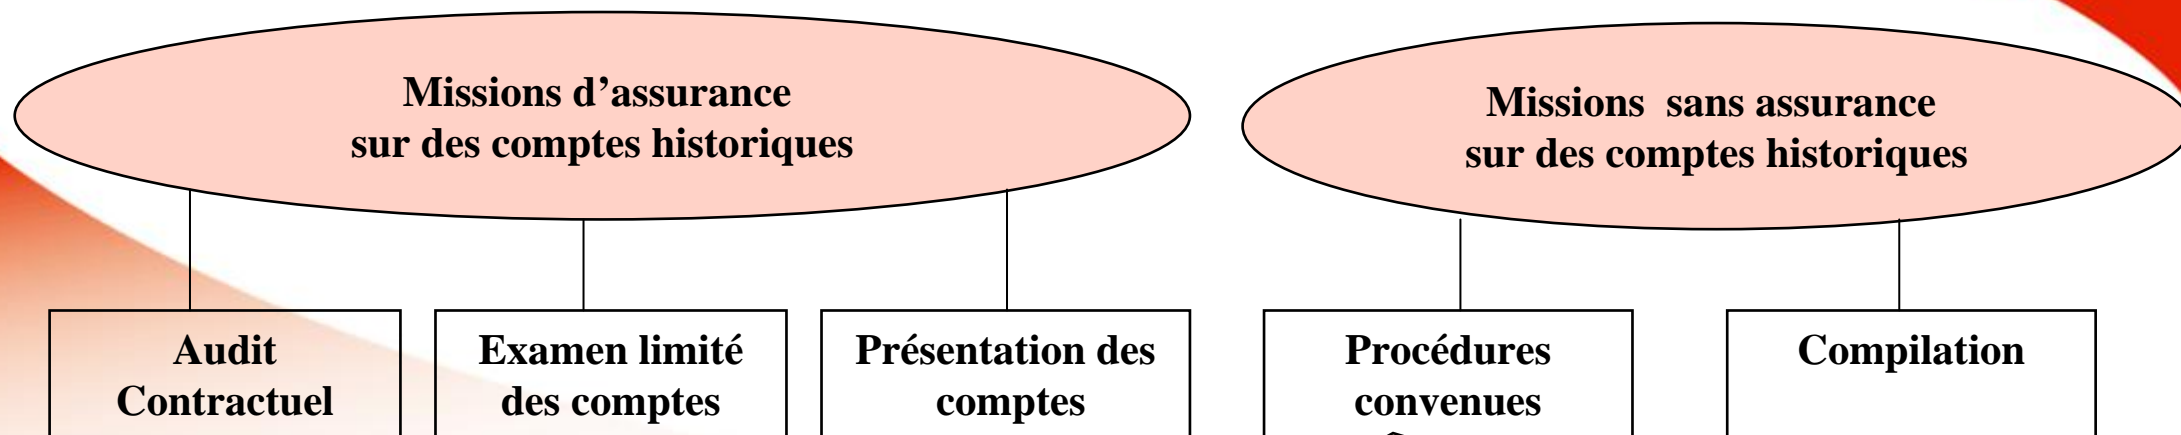 Missions d’assurance
sur des comptes historiques
Missions sans assurance
sur des comptes historiques
Audit
Contractuel
Examen limité
des comptes
Présentation des
comptes
Procédures
convenues
Compilation